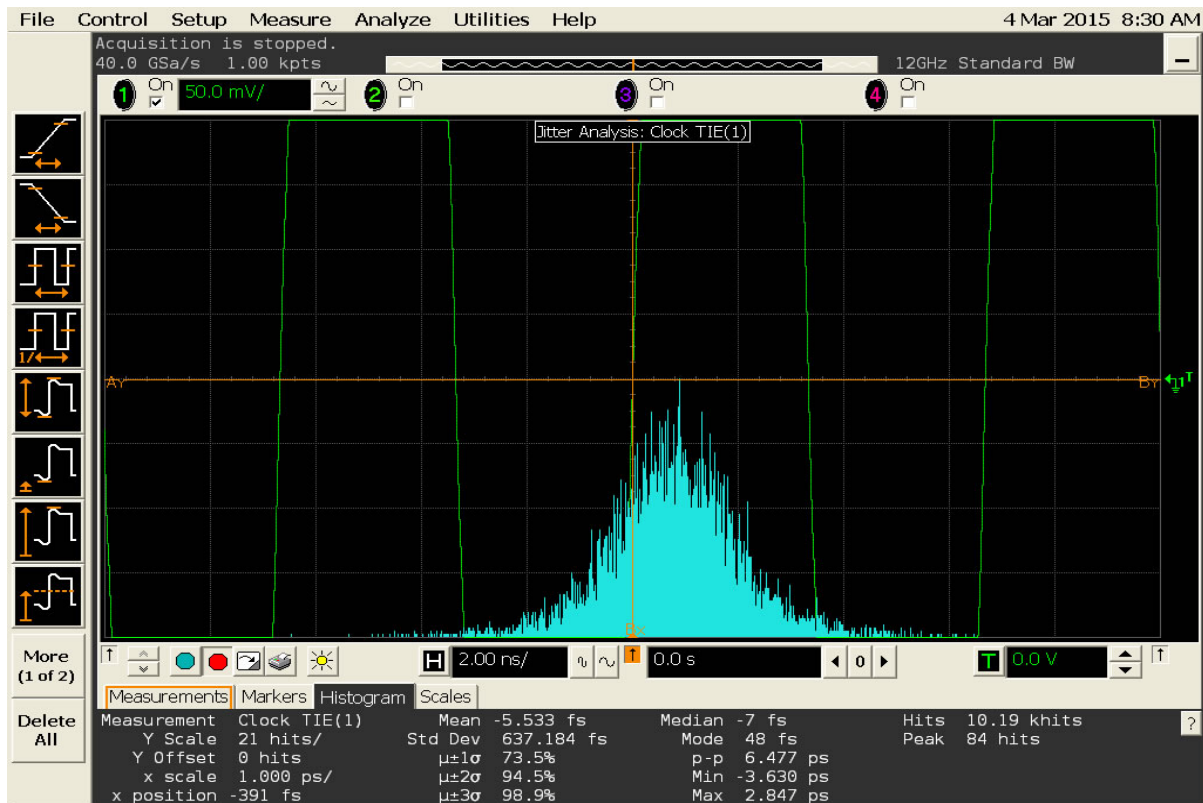 File Control Setup Measure Analyze Utilities Help 4 Mar 2015 8:30 AM
Acquisition is stopped.
40.0 GSa/s 1.00 kpts 12GHz Standard BW
1 On 50.0 mV/ 2 On 3 On 4 On
Jitter Analysis: Clock TIE(1)
1/
AY BY 1 T
BX
More
(1 of 2)
Delete
All
H 2.00 ns/ 0.0 s 0 T 0.0 V
Measurements Markers Histogram Scales
Measurement Clock TIE(1) Mean -5.533 fs Median -7 fs Hits 10.19 khits ?
Y Scale 21 hits/ Std Dev 637.184 fs Mode 48 fs Peak 84 hits
Y Offset 0 hits µ±1σ 73.5% p-p 6.477 ps
x scale 1.000 ps/ µ±2σ 94.5% Min -3.630 ps
x position -391 fs µ±3σ 98.9% Max 2.847 ps